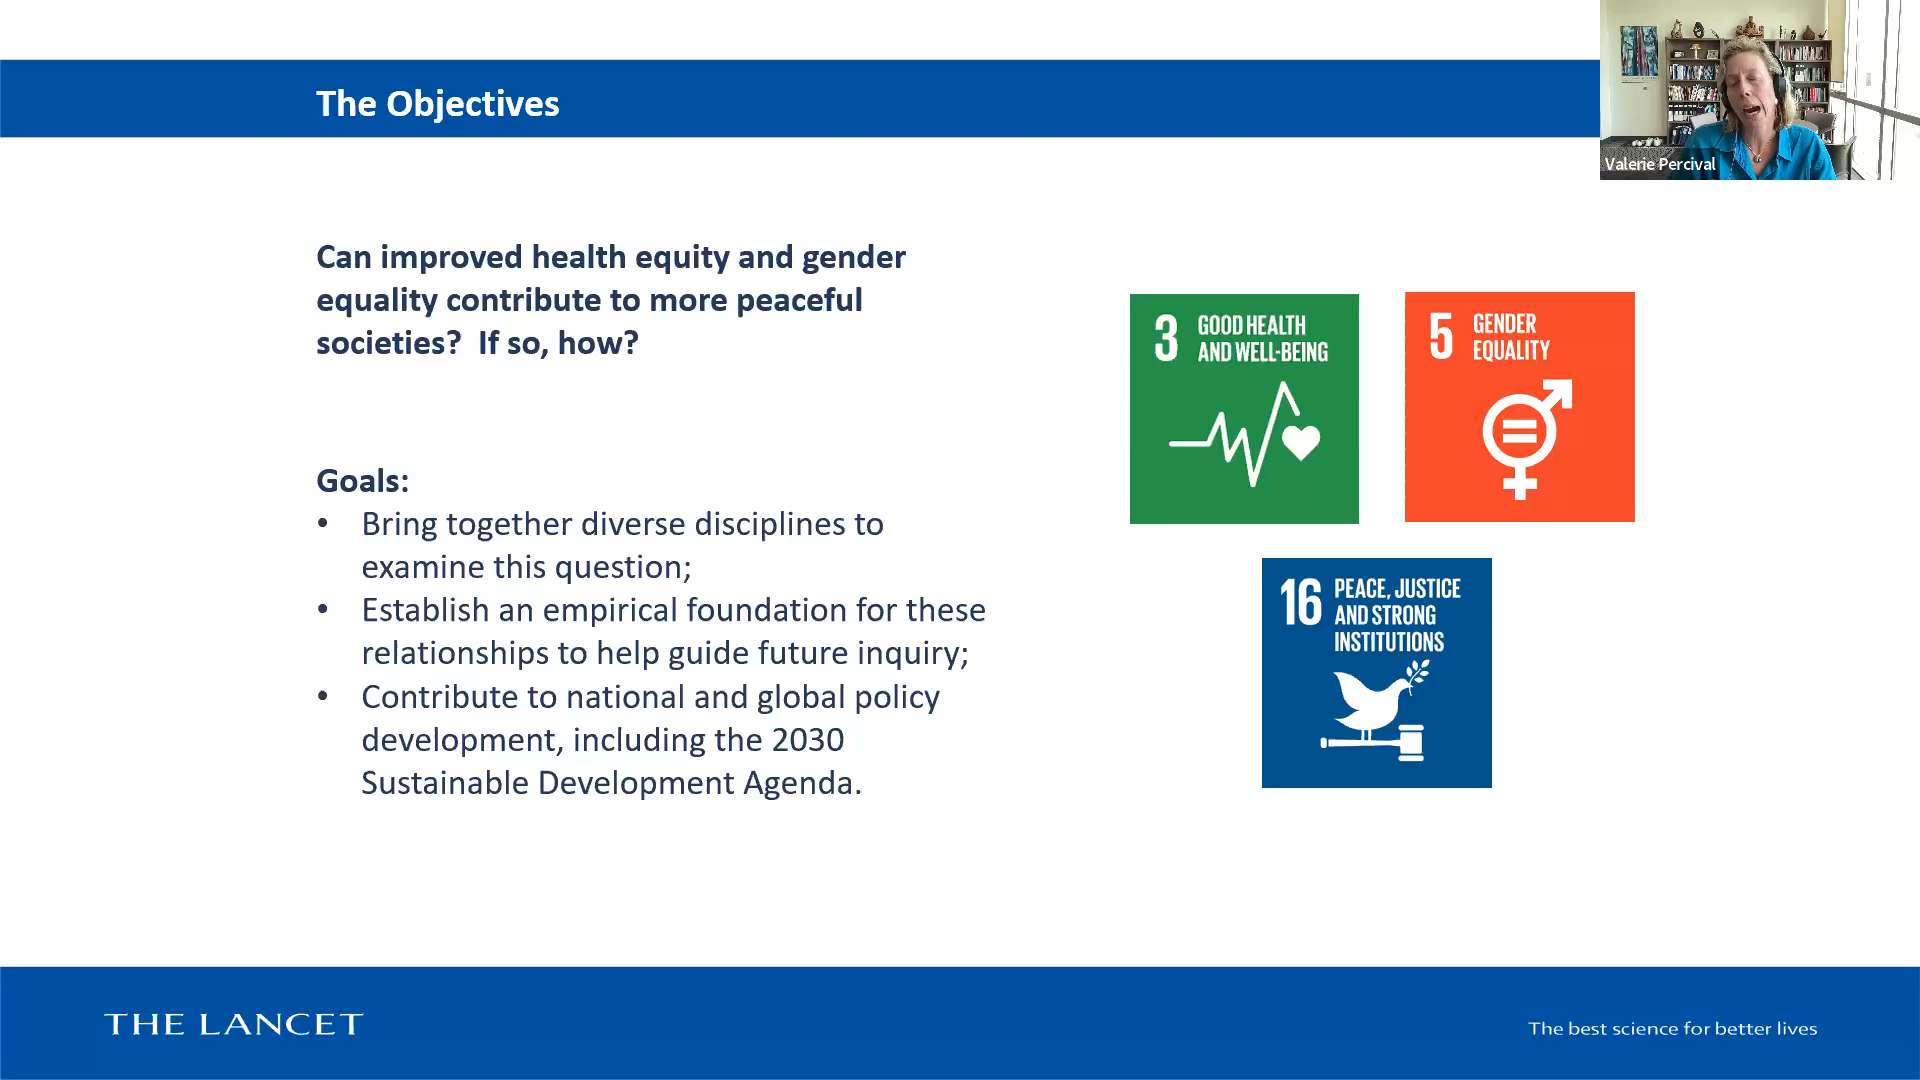 The Objectives
Valerie Percival
Can improved health equity and gender
equality contribute to more peaceful
societies? If so, how?
Goals:
• Bring together diverse disciplines to
examine this question;
• Establish an empirical foundation for these
relationships to help guide future inquiry;
• Contribute to national and global policy
development, including the 2030
Sustainable Development Agenda.
3 GOOD HEALTH
AND WELL-BEING
5 GENDER
EQUALITY
16 PEACE, JUSTICE
AND STRONG
INSTITUTIONS
THE LANCET
The best science for better lives